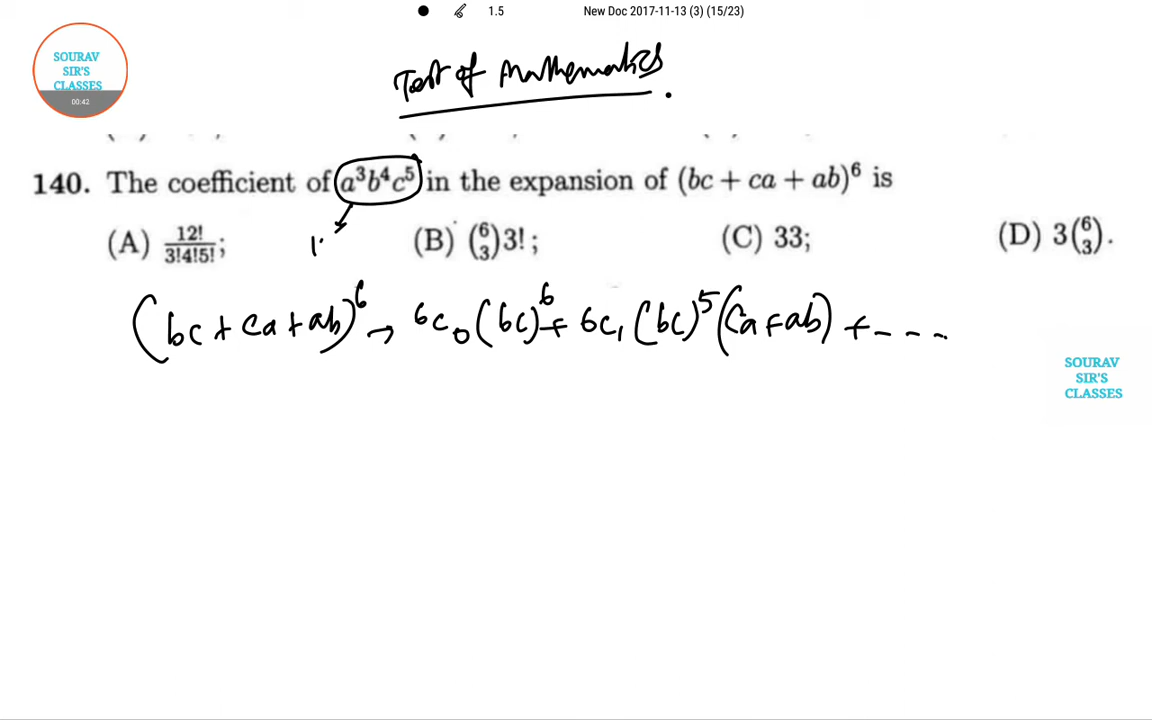 1.5 New Doc 2017-11-13 (3) (15/23)
SOURAV
SIR'S
CLASSES
00:42
Test of Mathematics
140. The coefficient of a³b⁴c⁵ in the expansion of (bc + ca + ab)⁶ is
(A) 12!/3!4!5!; (B) (6 3)3!; (C) 33; (D) 3(6 3).
(bc + ca + ab)⁶ → 6c₀(bc)⁶ + 6c₁(bc)⁵(ca+ab) + - - - -
SOURAV
SIR'S
CLASSES